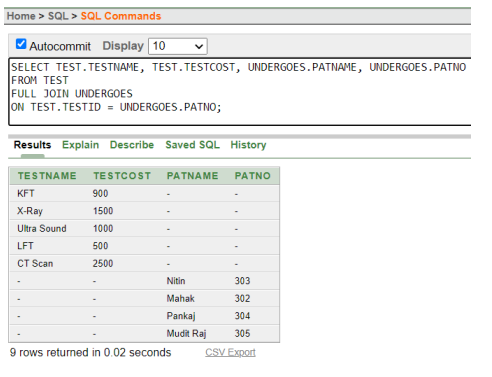 Home > SQL > SQL Commands
Autocommit Display 10
SELECT TEST.TESTNAME, TEST.TESTCOST, UNDERGOES.PATNAME, UNDERGOES.PATNO
FROM TEST
FULL JOIN UNDERGOES
ON TEST.TESTID = UNDERGOES.PATNO;
Results Explain Describe Saved SQL History
TESTNAME TESTCOST PATNAME PATNO
KFT 900 - -
X-Ray 1500 - -
Ultra Sound 1000 - -
LFT 500 - -
CT Scan 2500 - -
- - Nitin 303
- - Mahak 302
- - Pankaj 304
- - Mudit Raj 305
9 rows returned in 0.02 seconds CSV Export